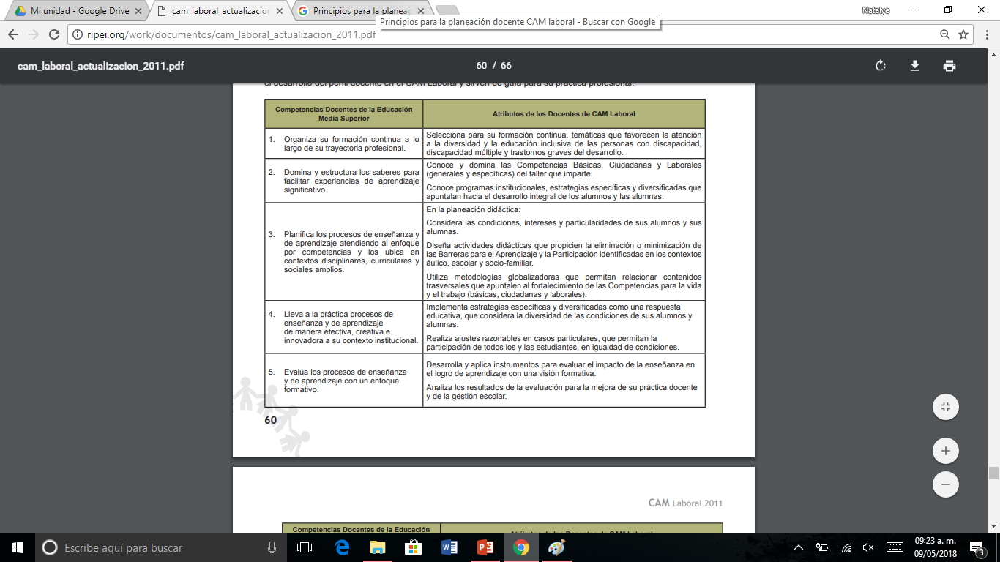 Mi unidad - Google Drive
cam_laboral_actualizacion
Principios para la planeac
Natalye
Principios para la planeación docente CAM laboral - Buscar con Google
ripei.org/work/documentos/cam_laboral_actualizacion_2011.pdf
cam_laboral_actualizacion_2011.pdf
60 / 66
el desarrollo del perfil docente en el CAM Laboral y sirven de guía para su práctica profesional.
Competencias Docentes de la Educación
Media Superior
Atributos de los Docentes de CAM Laboral
1. Organiza su formación continua a lo
largo de su trayectoria profesional.
Selecciona para su formación continua, temáticas que favorecen la atención
a la diversidad y la educación inclusiva de las personas con discapacidad,
discapacidad múltiple y trastornos graves del desarrollo.
2. Domina y estructura los saberes para
facilitar experiencias de aprendizaje
significativo.
Conoce y domina las Competencias Básicas, Ciudadanas y Laborales
(generales y específicas) del taller que imparte.
Conoce programas institucionales, estrategias específicas y diversificadas que
apuntalan hacia el desarrollo integral de los alumnos y las alumnas.
3. Planifica los procesos de enseñanza y
de aprendizaje atendiendo al enfoque
por competencias y los ubica en
contextos disciplinares, curriculares y
sociales amplios.
En la planeación didáctica:
Considera las condiciones, intereses y particularidades de sus alumnos y sus
alumnas.
Diseña actividades didácticas que propicien la eliminación o minimización de
las Barreras para el Aprendizaje y la Participación identificadas en los contextos
áulico, escolar y socio-familiar.
Utiliza metodologías globalizadoras que permitan relacionar contenidos
trasversales que apuntalen al fortalecimiento de las Competencias para la vida
y el trabajo (básicas, ciudadanas y laborales).
4. Lleva a la práctica procesos de
enseñanza y de aprendizaje
de manera efectiva, creativa e
innovadora a su contexto institucional.
Implementa estrategias específicas y diversificadas como una respuesta
educativa, que considera la diversidad de las condiciones de sus alumnos y
alumnas.
Realiza ajustes razonables en casos particulares, que permitan la
participación de todos los y las estudiantes, en igualdad de condiciones.
5. Evalúa los procesos de enseñanza
y de aprendizaje con un enfoque
formativo.
Desarrolla y aplica instrumentos para evaluar el impacto de la enseñanza en
el logro de aprendizaje con una visión formativa.
Analiza los resultados de la evaluación para la mejora de su práctica docente
y de la gestión escolar.
60
CAM Laboral 2011
Competencias Docentes de la Educación
Atributos de los Docentes de CAM Laboral
Escribe aquí para buscar
09:23 a. m.
09/05/2018
3